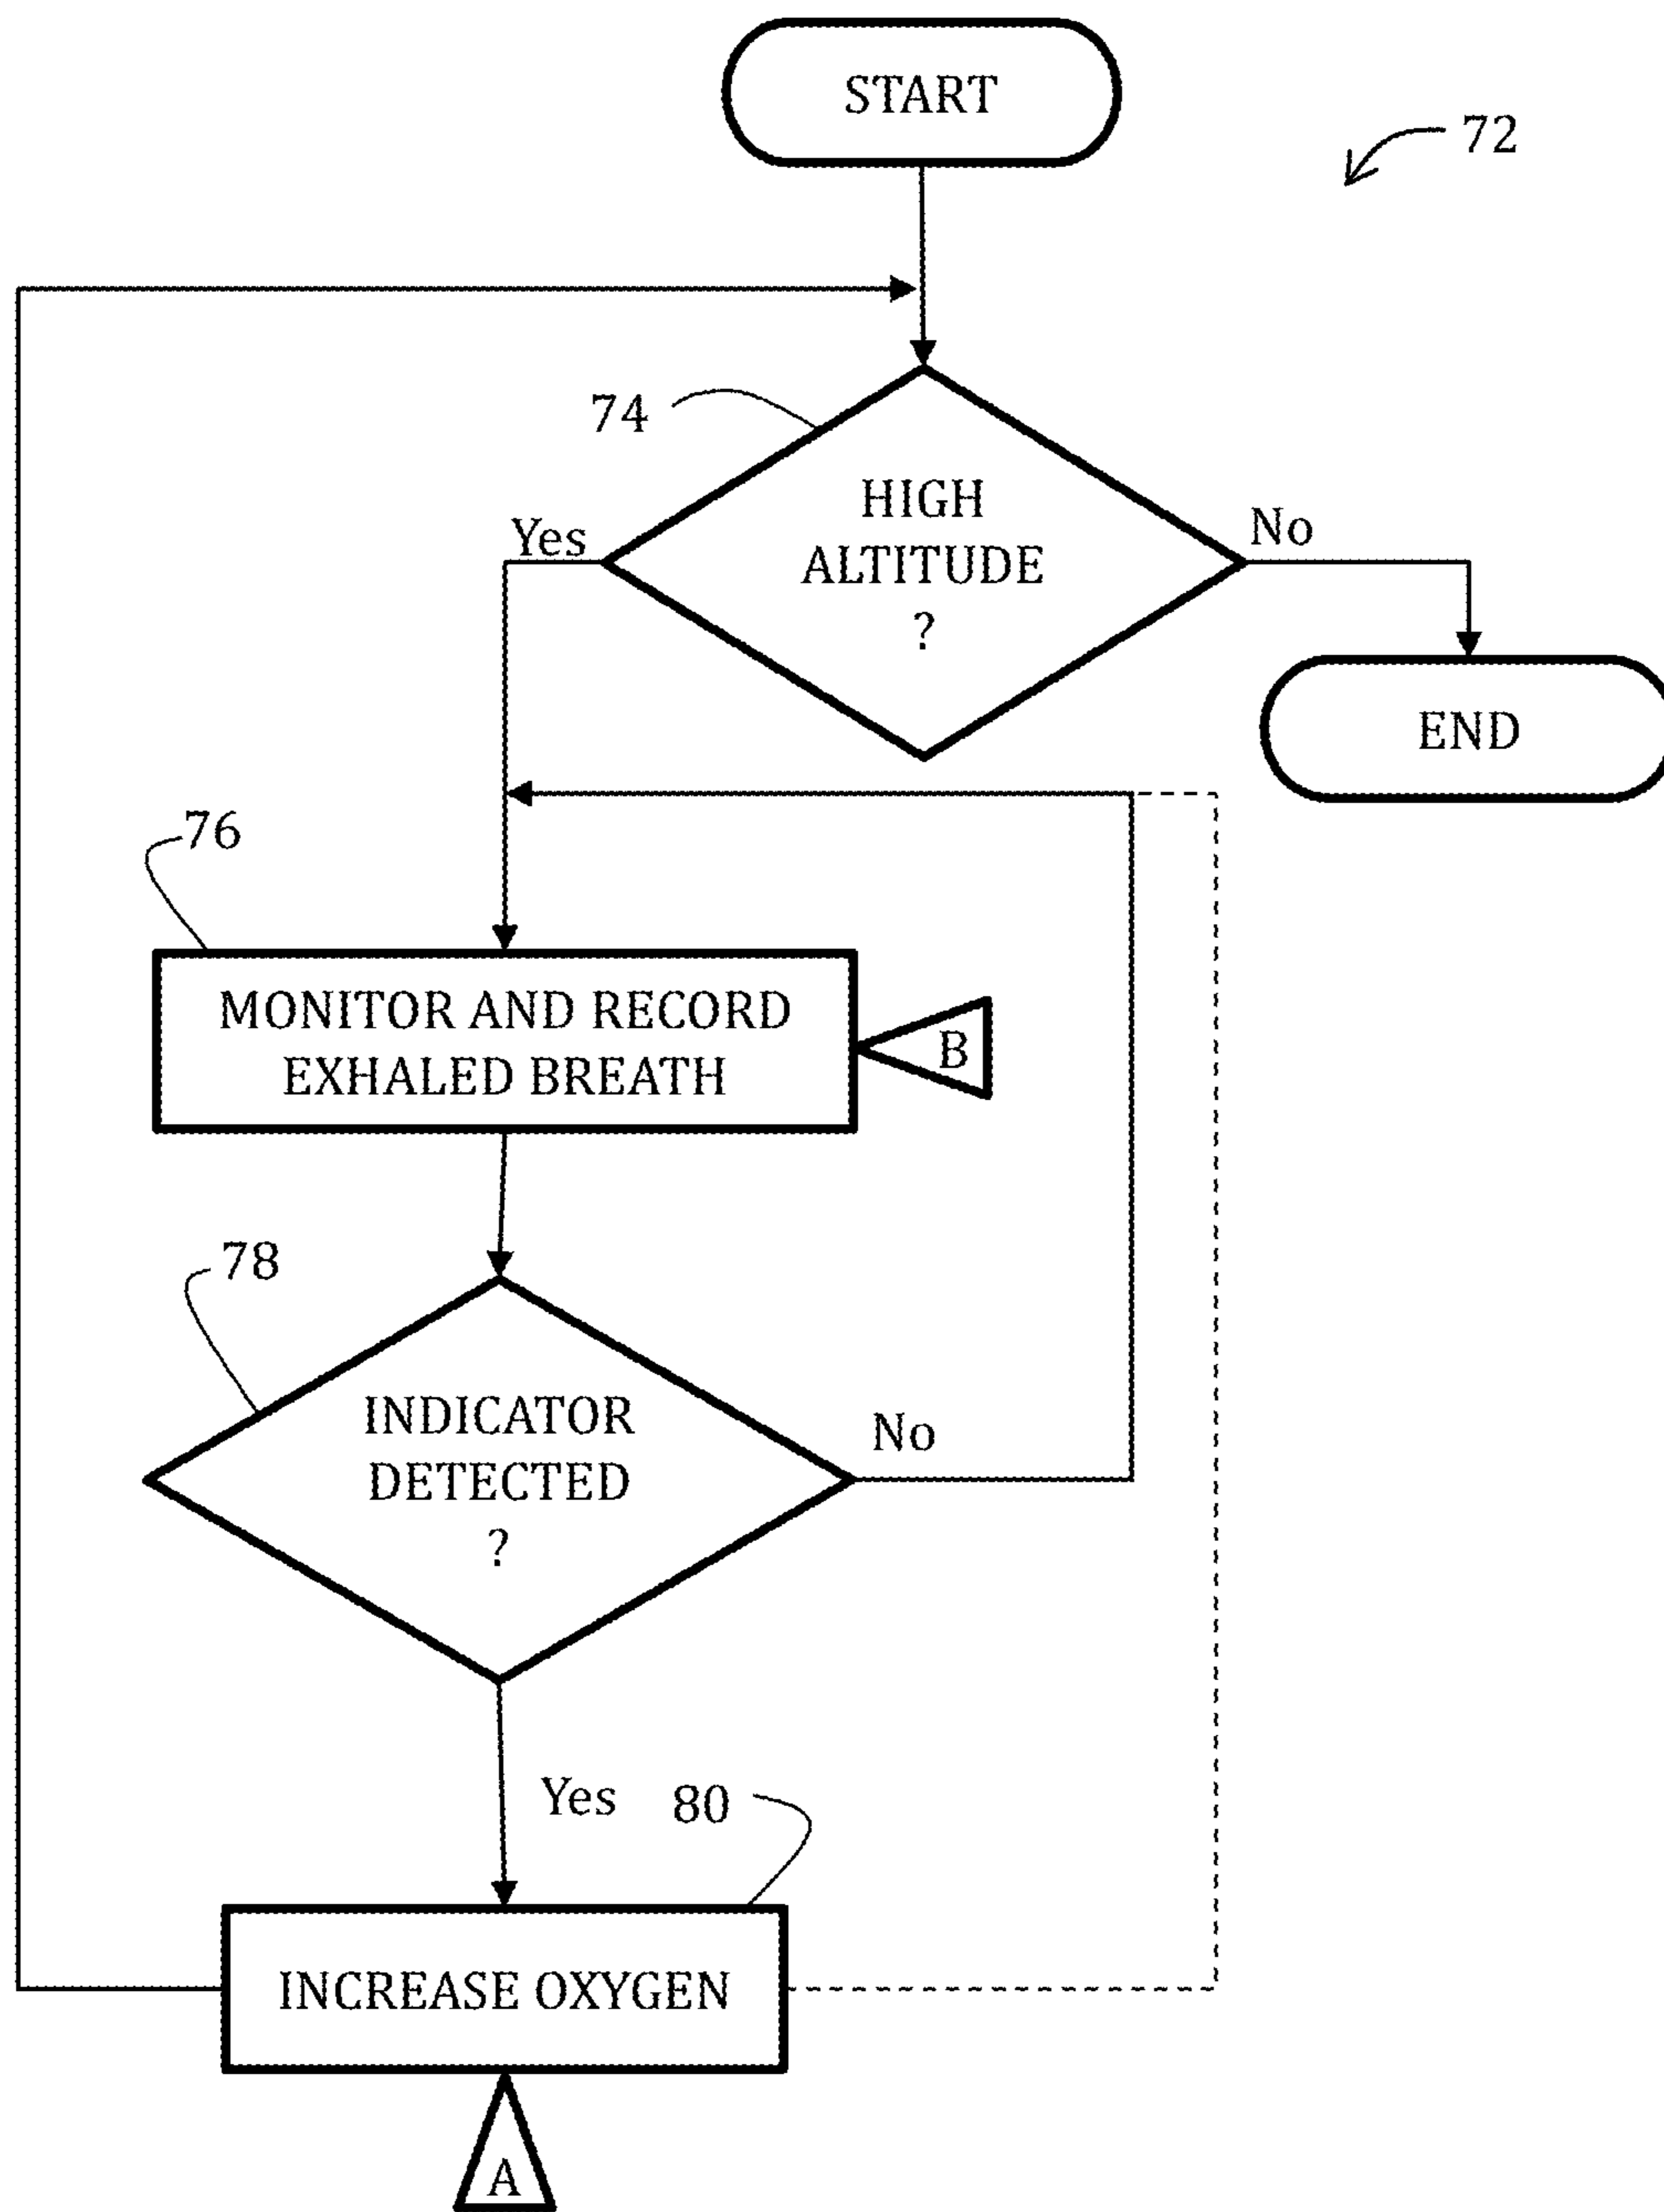 START
72
74
HIGH
ALTITUDE
?
Yes
No
END
76
MONITOR AND RECORD
EXHALED BREATH
B
78
INDICATOR
DETECTED
?
No
Yes
80
INCREASE OXYGEN
A